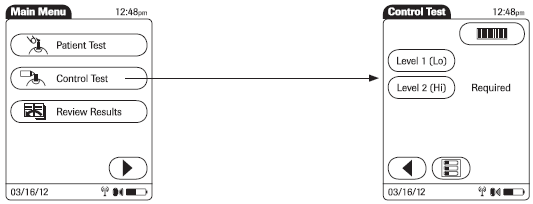 Main Menu 12:48pm
Patient Test
Control Test
Review Results
03/16/12
Control Test 12:48pm
Level 1 (Lo)
Level 2 (Hi) Required
03/16/12